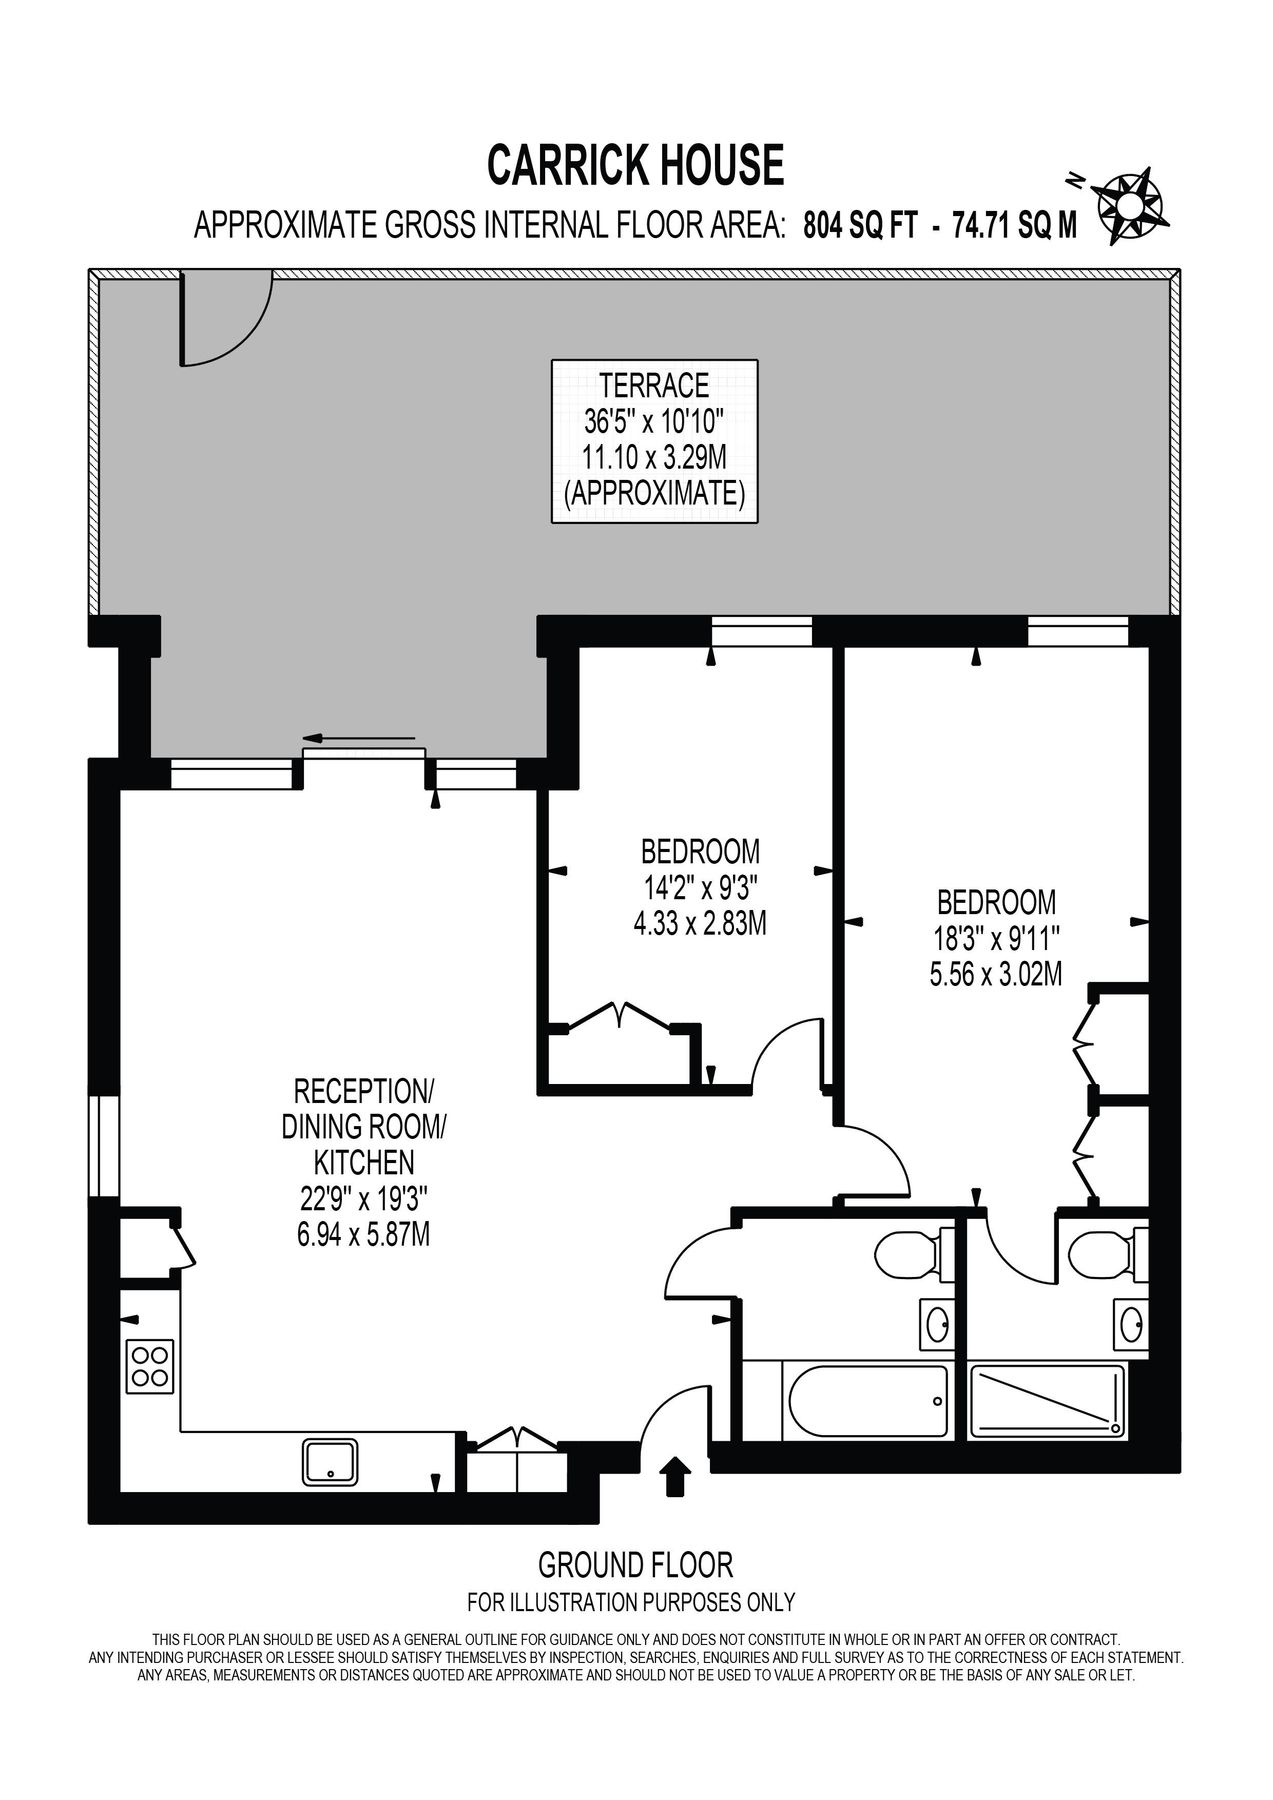 CARRICK HOUSE
APPROXIMATE GROSS INTERNAL FLOOR AREA: 804 SQ FT - 74.71 SQ M
N
TERRACE
36'5" x 10'10"
11.10 x 3.29M
(APPROXIMATE)
BEDROOM
14'2" x 9'3"
4.33 x 2.83M
BEDROOM
18'3" x 9'11"
5.56 x 3.02M
RECEPTION/
DINING ROOM/
KITCHEN
22'9" x 19'3"
6.94 x 5.87M
GROUND FLOOR
FOR ILLUSTRATION PURPOSES ONLY
THIS FLOOR PLAN SHOULD BE USED AS A GENERAL OUTLINE FOR GUIDANCE ONLY AND DOES NOT CONSTITUTE IN WHOLE OR IN PART AN OFFER OR CONTRACT.
ANY INTENDING PURCHASER OR LESSEE SHOULD SATISFY THEMSELVES BY INSPECTION, SEARCHES, ENQUIRIES AND FULL SURVEY AS TO THE CORRECTNESS OF EACH STATEMENT.
ANY AREAS, MEASUREMENTS OR DISTANCES QUOTED ARE APPROXIMATE AND SHOULD NOT BE USED TO VALUE A PROPERTY OR BE THE BASIS OF ANY SALE OR LET.